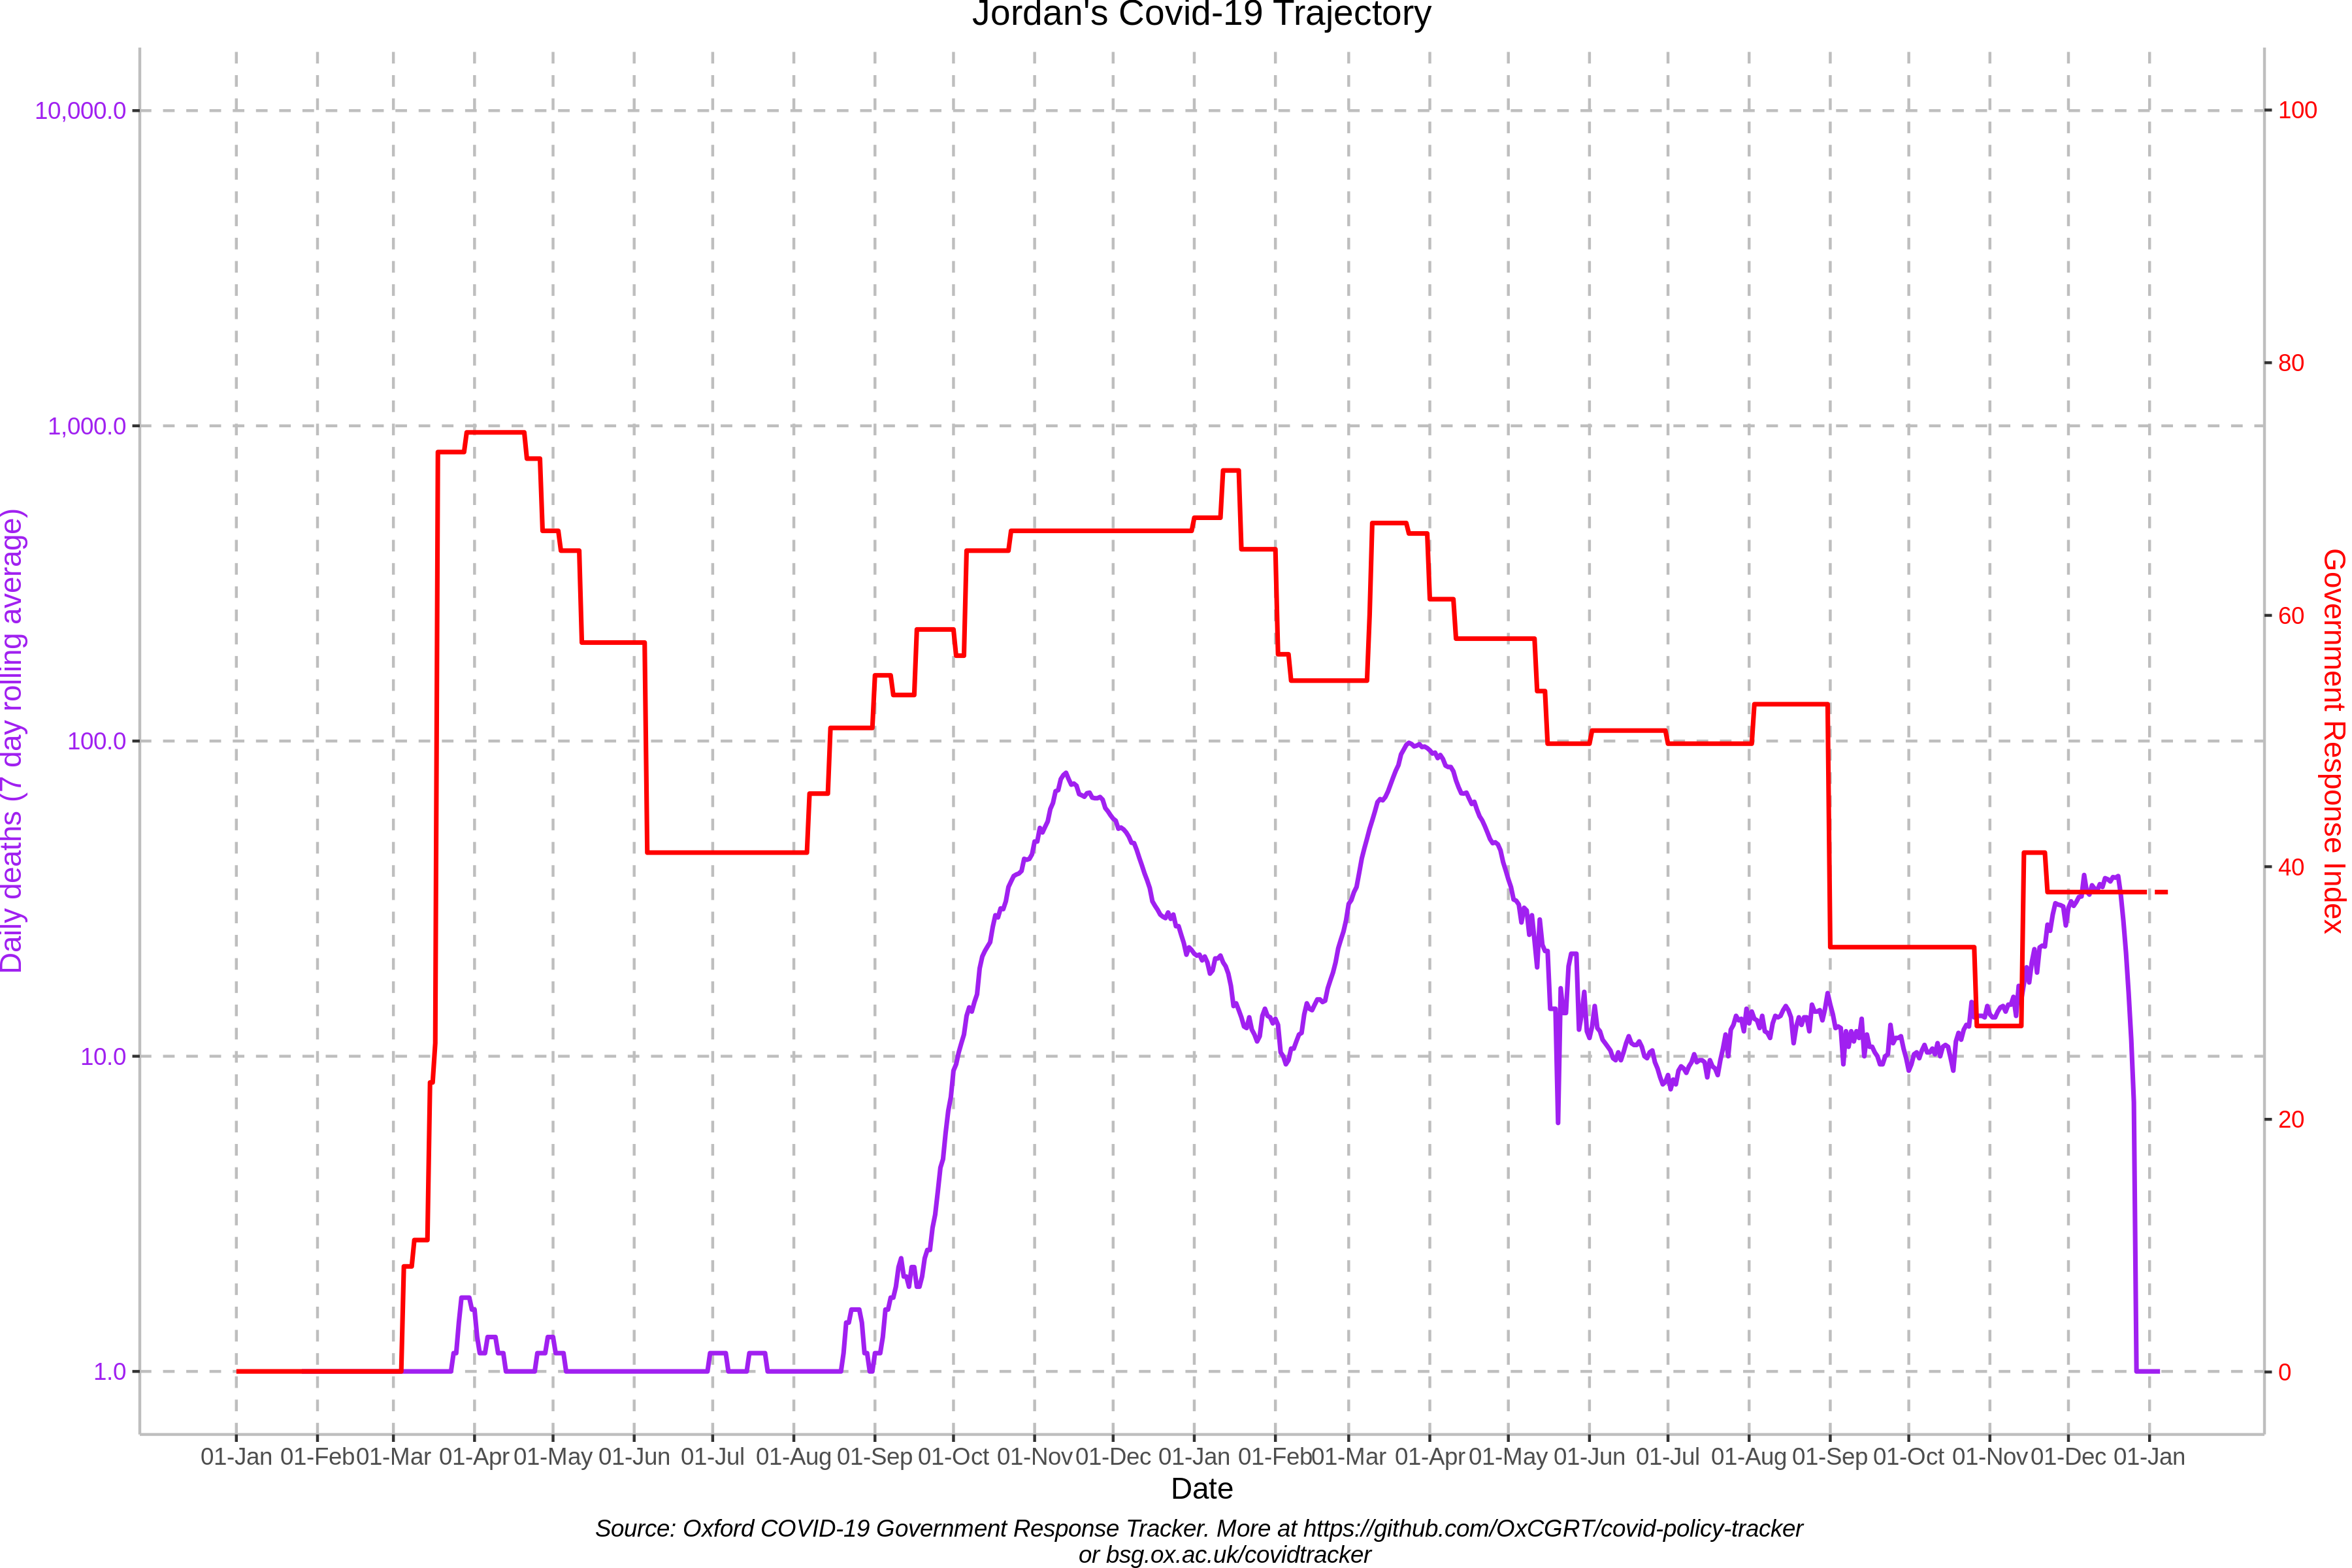 Jordan's Covid-19 Trajectory
Daily deaths (7 day rolling average)
10,000.0
1,000.0
100.0
10.0
1.0
100
80
60
40
20
0
Government Response Index
01-Jan 01-Feb 01-Mar 01-Apr 01-May 01-Jun 01-Jul 01-Aug 01-Sep 01-Oct 01-Nov 01-Dec 01-Jan 01-Feb 01-Mar 01-Apr 01-May 01-Jun 01-Jul 01-Aug 01-Sep 01-Oct 01-Nov 01-Dec 01-Jan
Date
Source: Oxford COVID-19 Government Response Tracker. More at https://github.com/OxCGRT/covid-policy-tracker
or bsg.ox.ac.uk/covidtracker